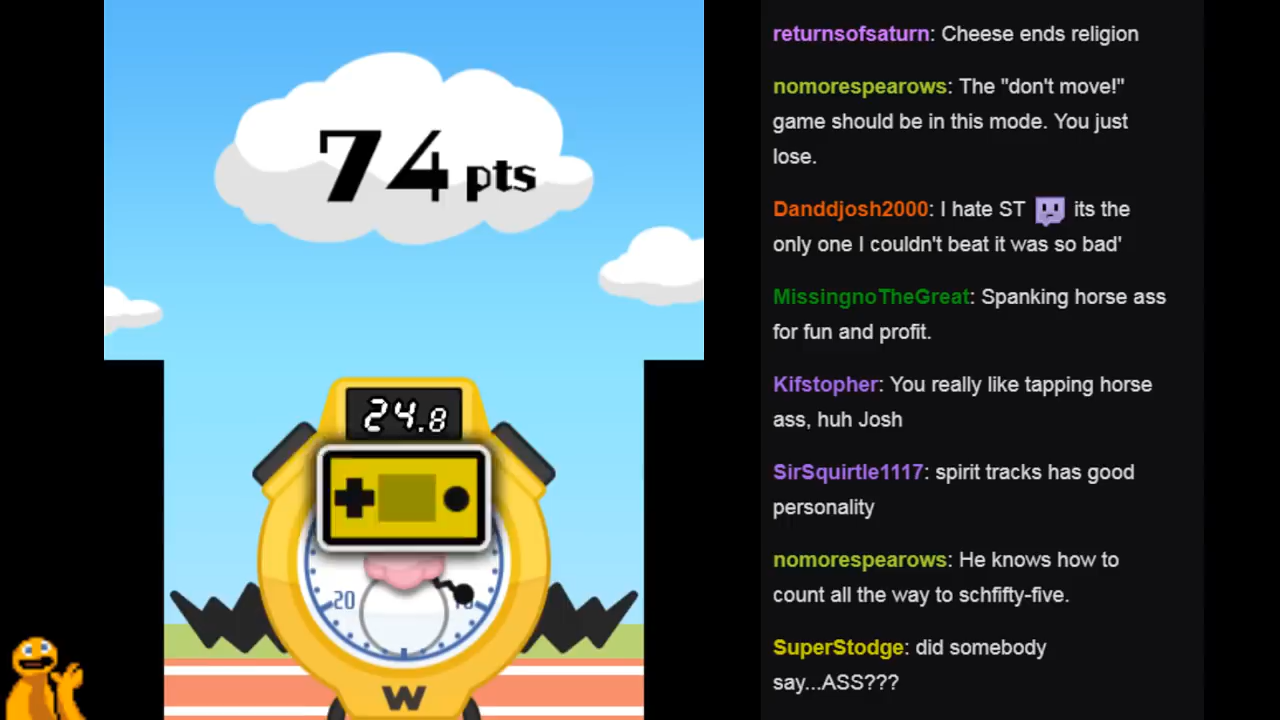 74 pts
24.8
20
W
returnsofsaturn: Cheese ends religion
nomorespearows: The "don't move!"
game should be in this mode. You just
lose.
Danddjosh2000: I hate ST its the
only one I couldn't beat it was so bad'
MissingnoTheGreat: Spanking horse ass
for fun and profit.
Kifstopher: You really like tapping horse
ass, huh Josh
SirSquirtle1117: spirit tracks has good
personality
nomorespearows: He knows how to
count all the way to schfifty-five.
SuperStodge: did somebody
say...ASS???